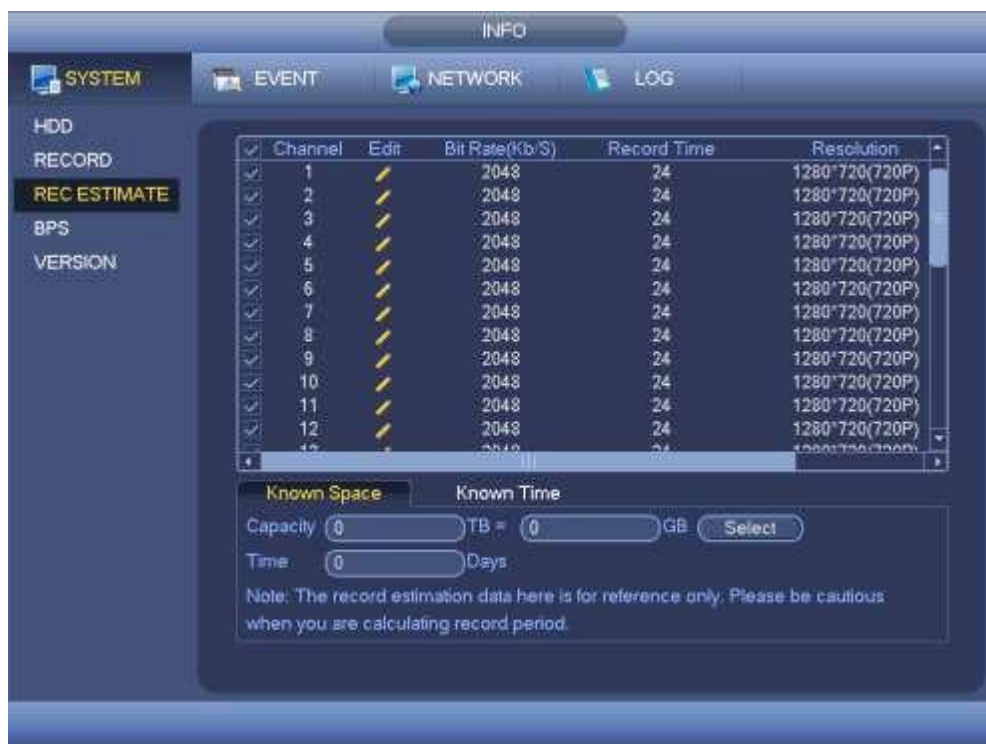 INFO
SYSTEM EVENT NETWORK LOG
HDD
RECORD
REC ESTIMATE
BPS
VERSION
Channel Edit Bit Rate(Kb/S) Record Time Resolution
1 2048 24 1280*720(720P)
2 2048 24 1280*720(720P)
3 2048 24 1280*720(720P)
4 2048 24 1280*720(720P)
5 2048 24 1280*720(720P)
6 2048 24 1280*720(720P)
7 2048 24 1280*720(720P)
8 2048 24 1280*720(720P)
9 2048 24 1280*720(720P)
10 2048 24 1280*720(720P)
11 2048 24 1280*720(720P)
12 2048 24 1280*720(720P)
Known Space Known Time
Capacity 0 TB = 0 GB Select
Time 0 Days
Note: The record estimation data here is for reference only. Please be cautious
when you are calculating record period.